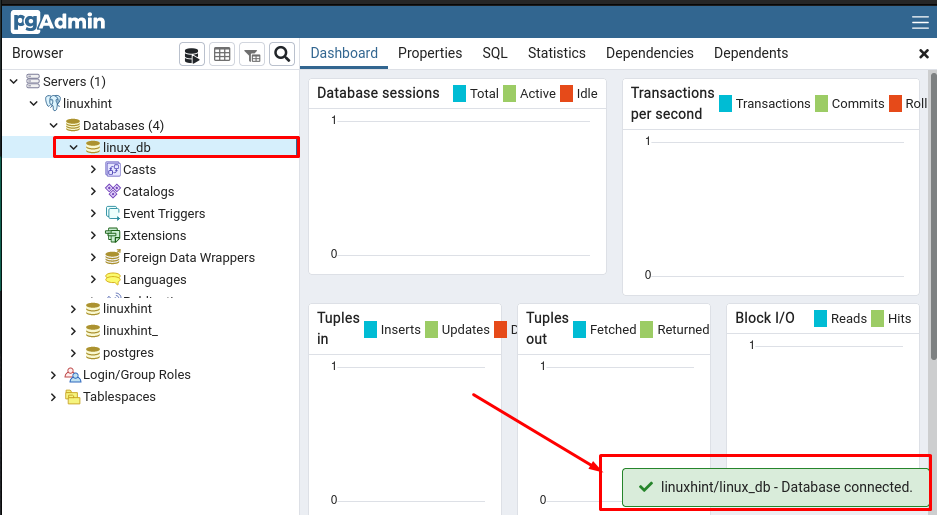 pgAdmin
Browser
Dashboard Properties SQL Statistics Dependencies Dependents
Servers (1)
linuxhint
Databases (4)
linux_db
Casts
Catalogs
Event Triggers
Extensions
Foreign Data Wrappers
Languages
linuxhint
linuxhint_
postgres
Login/Group Roles
Tablespaces
Database sessions Total Active Idle
1
0
Transactions per second Transactions Commits Roll
1
0
Tuples in Inserts Updates D
1
0
Tuples out Fetched Returned
1
0
Block I/O Reads Hits
1
linuxhint/linux_db - Database connected.